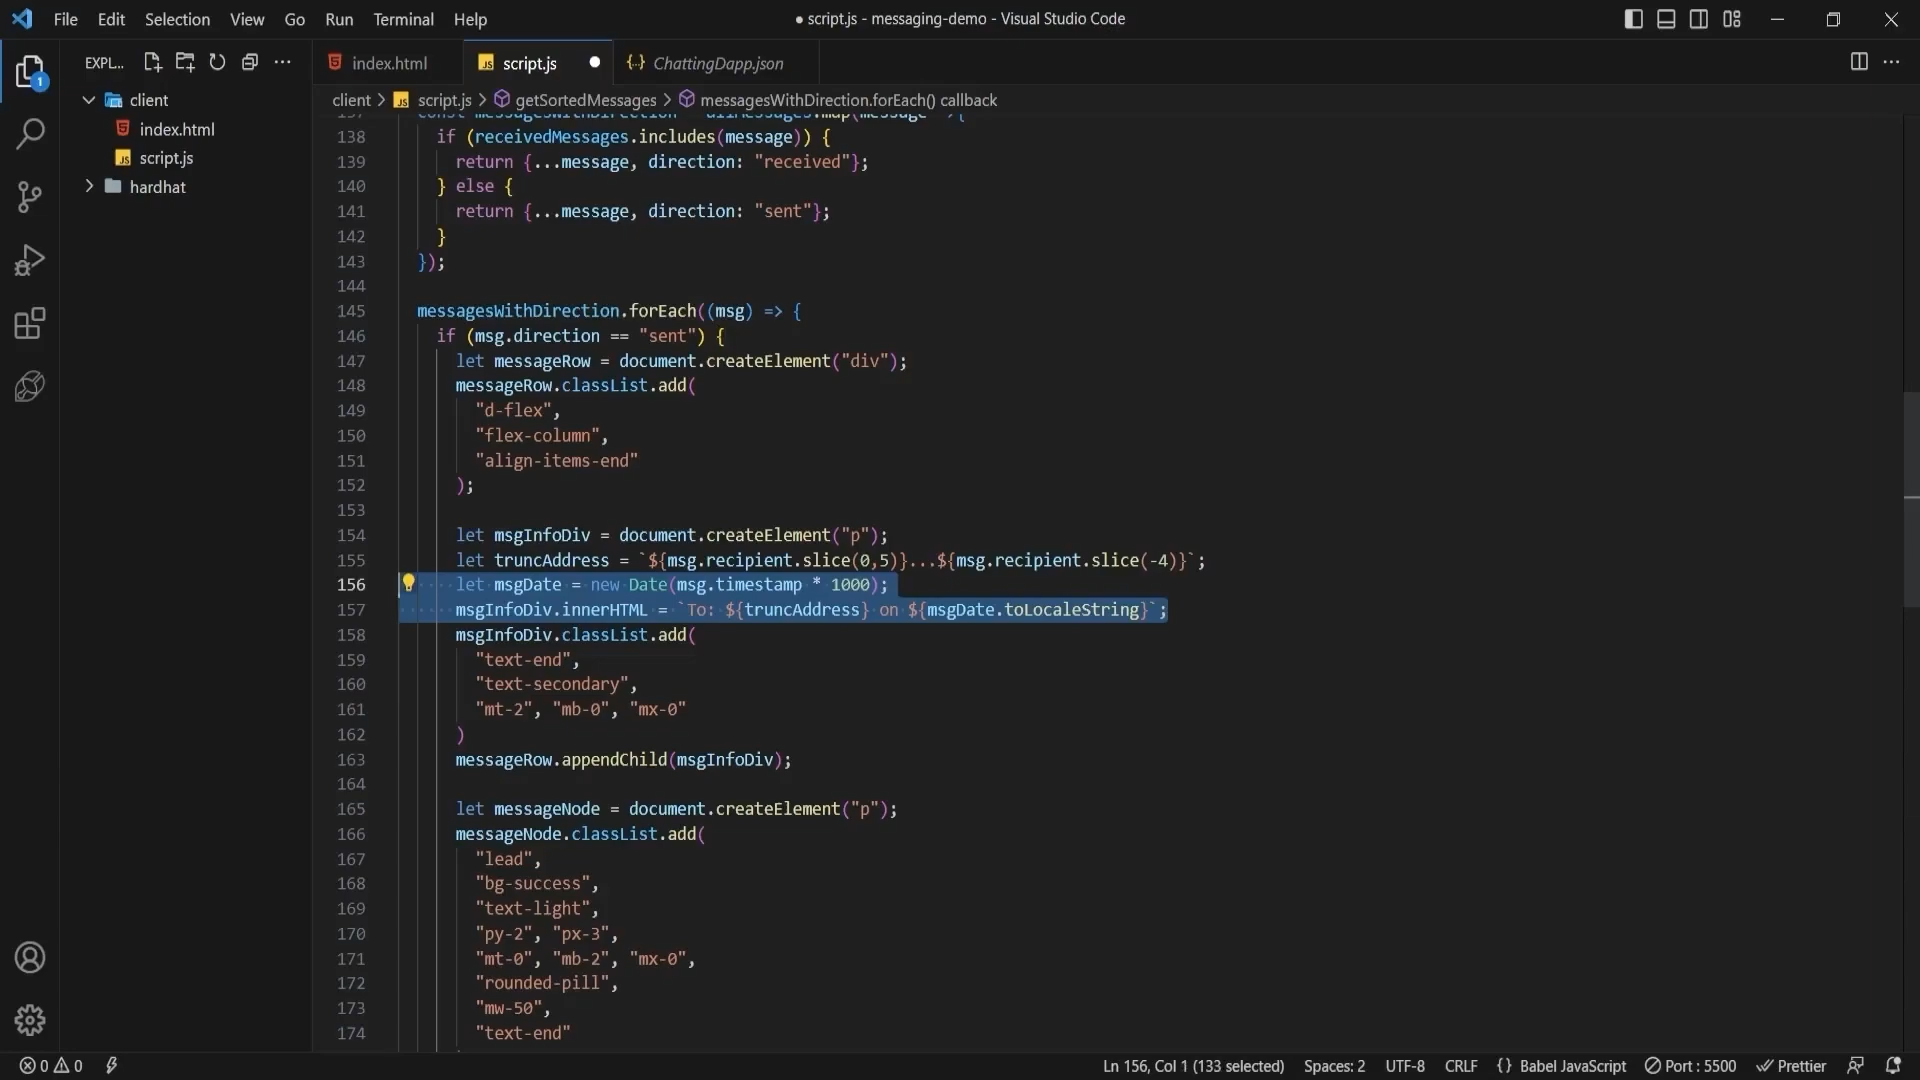 File Edit Selection View Go Run Terminal Help
● script.js - messaging-demo - Visual Studio Code
EXPL...
client
index.html
script.js
hardhat
1
index.html script.js ChattingDapp.json
client > script.js > getSortedMessages > messagesWithDirection.forEach() callback
137 const messagesWithDirection = allMessages.map(message =>{
138 if (receivedMessages.includes(message)) {
139 return {...message, direction: "received"};
140 } else {
141 return {...message, direction: "sent"};
142 }
143 });
144
145 messagesWithDirection.forEach((msg) => {
146 if (msg.direction == "sent") {
147 let messageRow = document.createElement("div");
148 messageRow.classList.add(
149 "d-flex",
150 "flex-column",
151 "align-items-end"
152 );
153
154 let msgInfoDiv = document.createElement("p");
155 let truncAddress = `${msg.recipient.slice(0,5)}...${msg.recipient.slice(-4)}`;
156 let msgDate = new Date(msg.timestamp * 1000);
157 msgInfoDiv.innerHTML = `To: ${truncAddress} on ${msgDate.toLocaleString}`;
158 msgInfoDiv.classList.add(
159 "text-end",
160 "text-secondary",
161 "mt-2", "mb-0", "mx-0"
162 )
163 messageRow.appendChild(msgInfoDiv);
164
165 let messageNode = document.createElement("p");
166 messageNode.classList.add(
167 "lead",
168 "bg-success",
169 "text-light",
170 "py-2", "px-3",
171 "mt-0", "mb-2", "mx-0",
172 "rounded-pill",
173 "mw-50",
174 "text-end"
0 0
Ln 156, Col 1 (133 selected) Spaces: 2 UTF-8 CRLF {} Babel JavaScript Port : 5500 Prettier